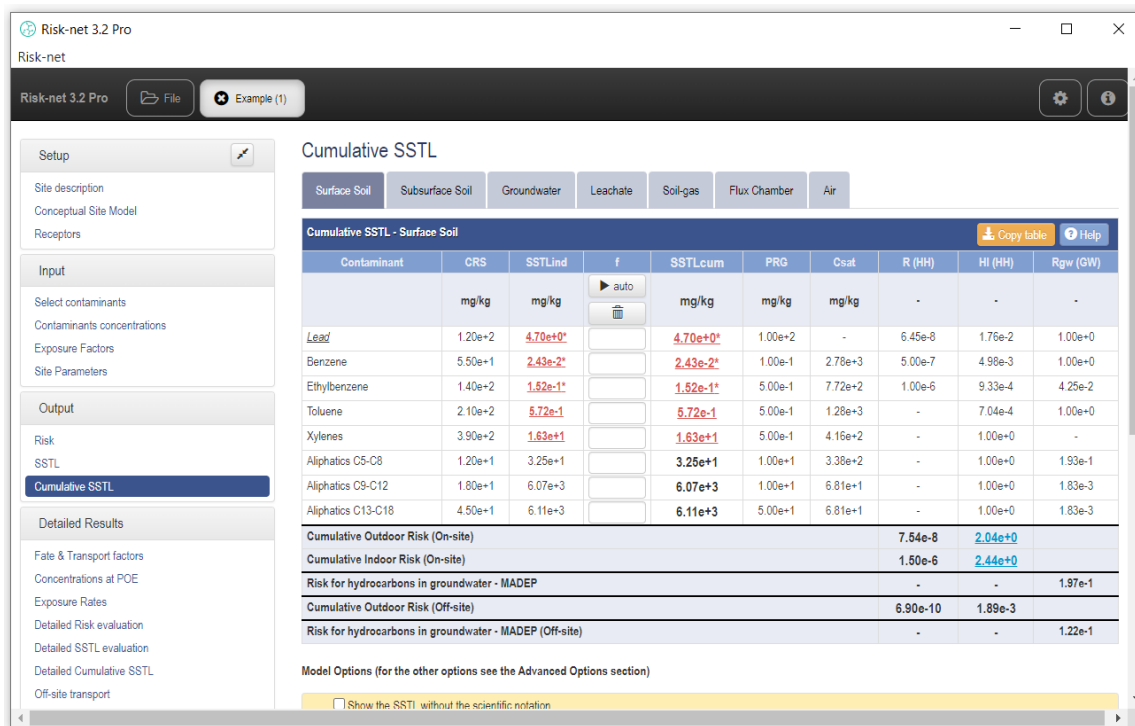 Risk-net 3.2 Pro
Risk-net
Risk-net 3.2 Pro File Example (1)
Setup
Site description
Conceptual Site Model
Receptors
Input
Select contaminants
Contaminants concentrations
Exposure Factors
Site Parameters
Output
Risk
SSTL
Cumulative SSTL
Detailed Results
Fate & Transport factors
Concentrations at POE
Exposure Rates
Detailed Risk evaluation
Detailed SSTL evaluation
Detailed Cumulative SSTL
Off-site transport
Cumulative SSTL
Surface Soil Subsurface Soil Groundwater Leachate Soil-gas Flux Chamber Air
Cumulative SSTL - Surface Soil Copy table Help
Contaminant CRS SSTLind f SSTLcum PRG Csat R (HH) HI (HH) Rgw (GW)
mg/kg mg/kg auto mg/kg mg/kg mg/kg - - -
Lead 1.20e+2 4.70e+0* 4.70e+0* 1.00e+2 - 6.45e-8 1.76e-2 1.00e+0
Benzene 5.50e+1 2.43e-2* 2.43e-2* 1.00e-1 2.78e+3 5.00e-7 4.98e-3 1.00e+0
Ethylbenzene 1.40e+2 1.52e-1* 1.52e-1* 5.00e-1 7.72e+2 1.00e-6 9.33e-4 4.25e-2
Toluene 2.10e+2 5.72e-1 5.72e-1 5.00e-1 1.28e+3 - 7.04e-4 1.00e+0
Xylenes 3.90e+2 1.63e+1 1.63e+1 5.00e-1 4.16e+2 - 1.00e+0 -
Aliphatics C5-C8 1.20e+1 3.25e+1 3.25e+1 1.00e+1 3.38e+2 - 1.00e+0 1.93e-1
Aliphatics C9-C12 1.80e+1 6.07e+3 6.07e+3 1.00e+1 6.81e+1 - 1.00e+0 1.83e-3
Aliphatics C13-C18 4.50e+1 6.11e+3 6.11e+3 5.00e+1 6.81e+1 - 1.00e+0 1.83e-3
Cumulative Outdoor Risk (On-site) 7.54e-8 2.04e+0
Cumulative Indoor Risk (On-site) 1.50e-6 2.44e+0
Risk for hydrocarbons in groundwater - MADEP - - 1.97e-1
Cumulative Outdoor Risk (Off-site) 6.90e-10 1.89e-3
Risk for hydrocarbons in groundwater - MADEP (Off-site) - - 1.22e-1
Model Options (for the other options see the Advanced Options section)
Show the SSTL without the scientific notation